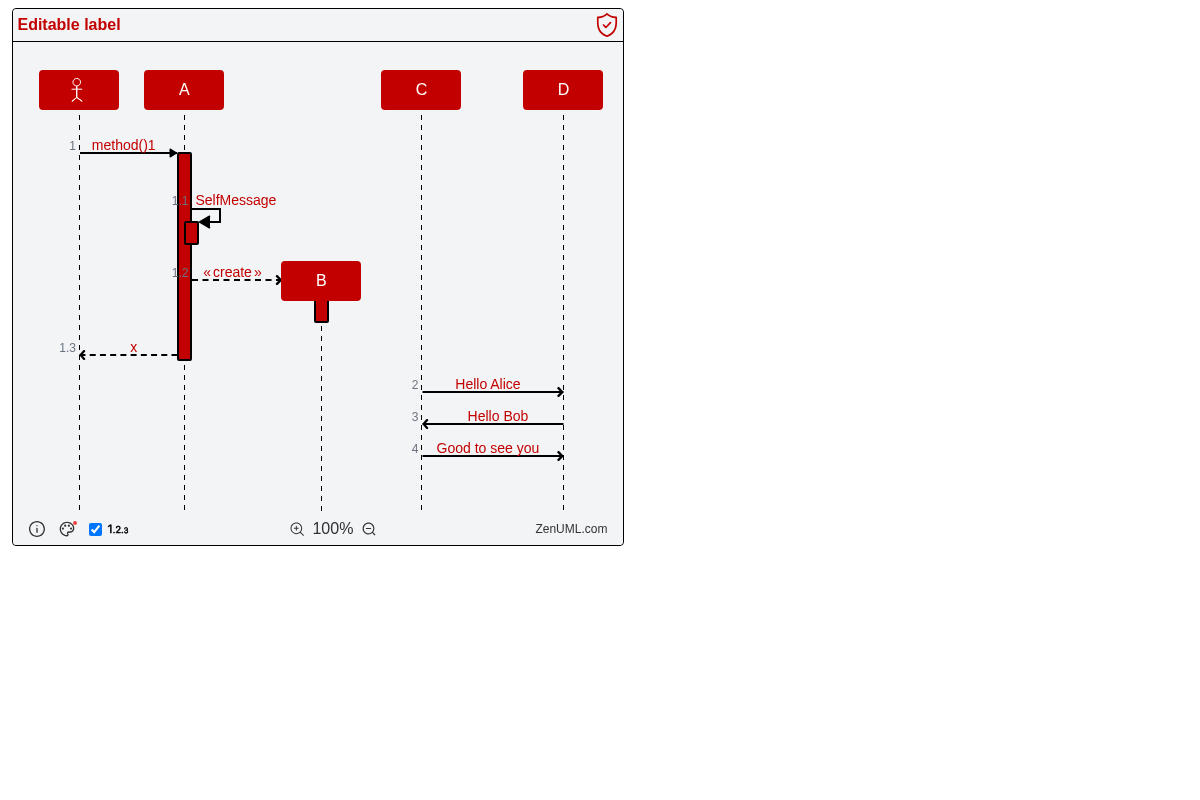 Editable label
A
C
D
1 method()1
1.1 SelfMessage
1.2 «create»
B
1.3 x
2 Hello Alice
3 Hello Bob
4 Good to see you
1.2.3
100%
ZenUML.com